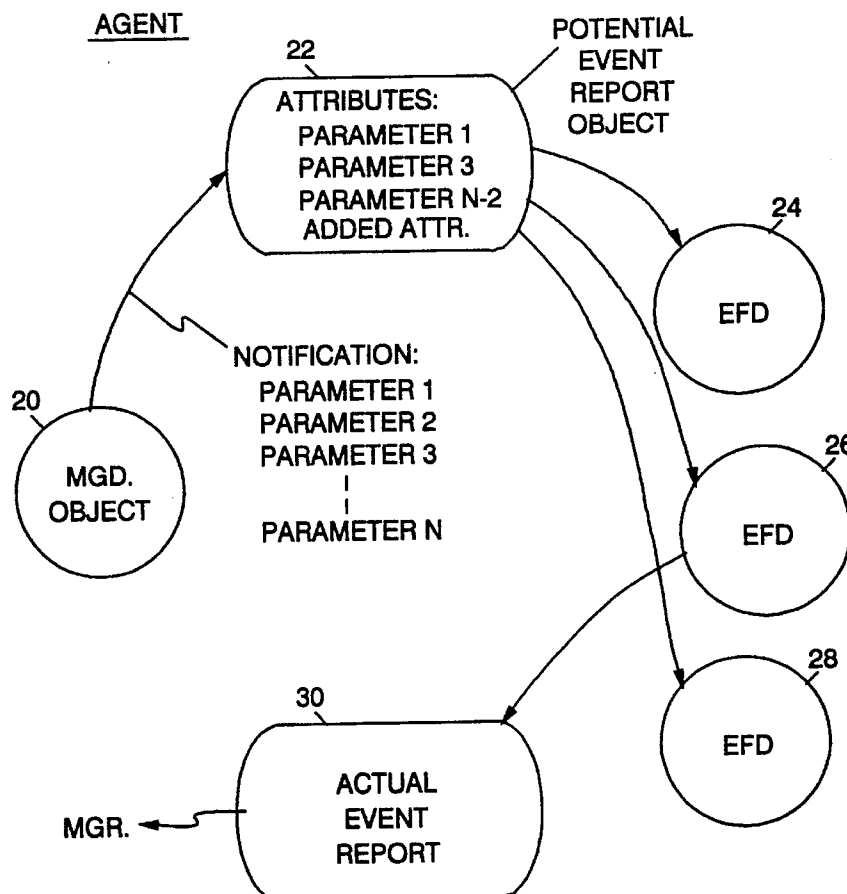 AGENT
22
POTENTIAL
EVENT
REPORT
OBJECT
ATTRIBUTES:
PARAMETER 1
PARAMETER 3
PARAMETER N-2
ADDED ATTR.
24
EFD
NOTIFICATION:
PARAMETER 1
PARAMETER 2
PARAMETER 3
PARAMETER N
20
MGD.
OBJECT
26
EFD
28
EFD
30
ACTUAL
EVENT
REPORT
MGR.